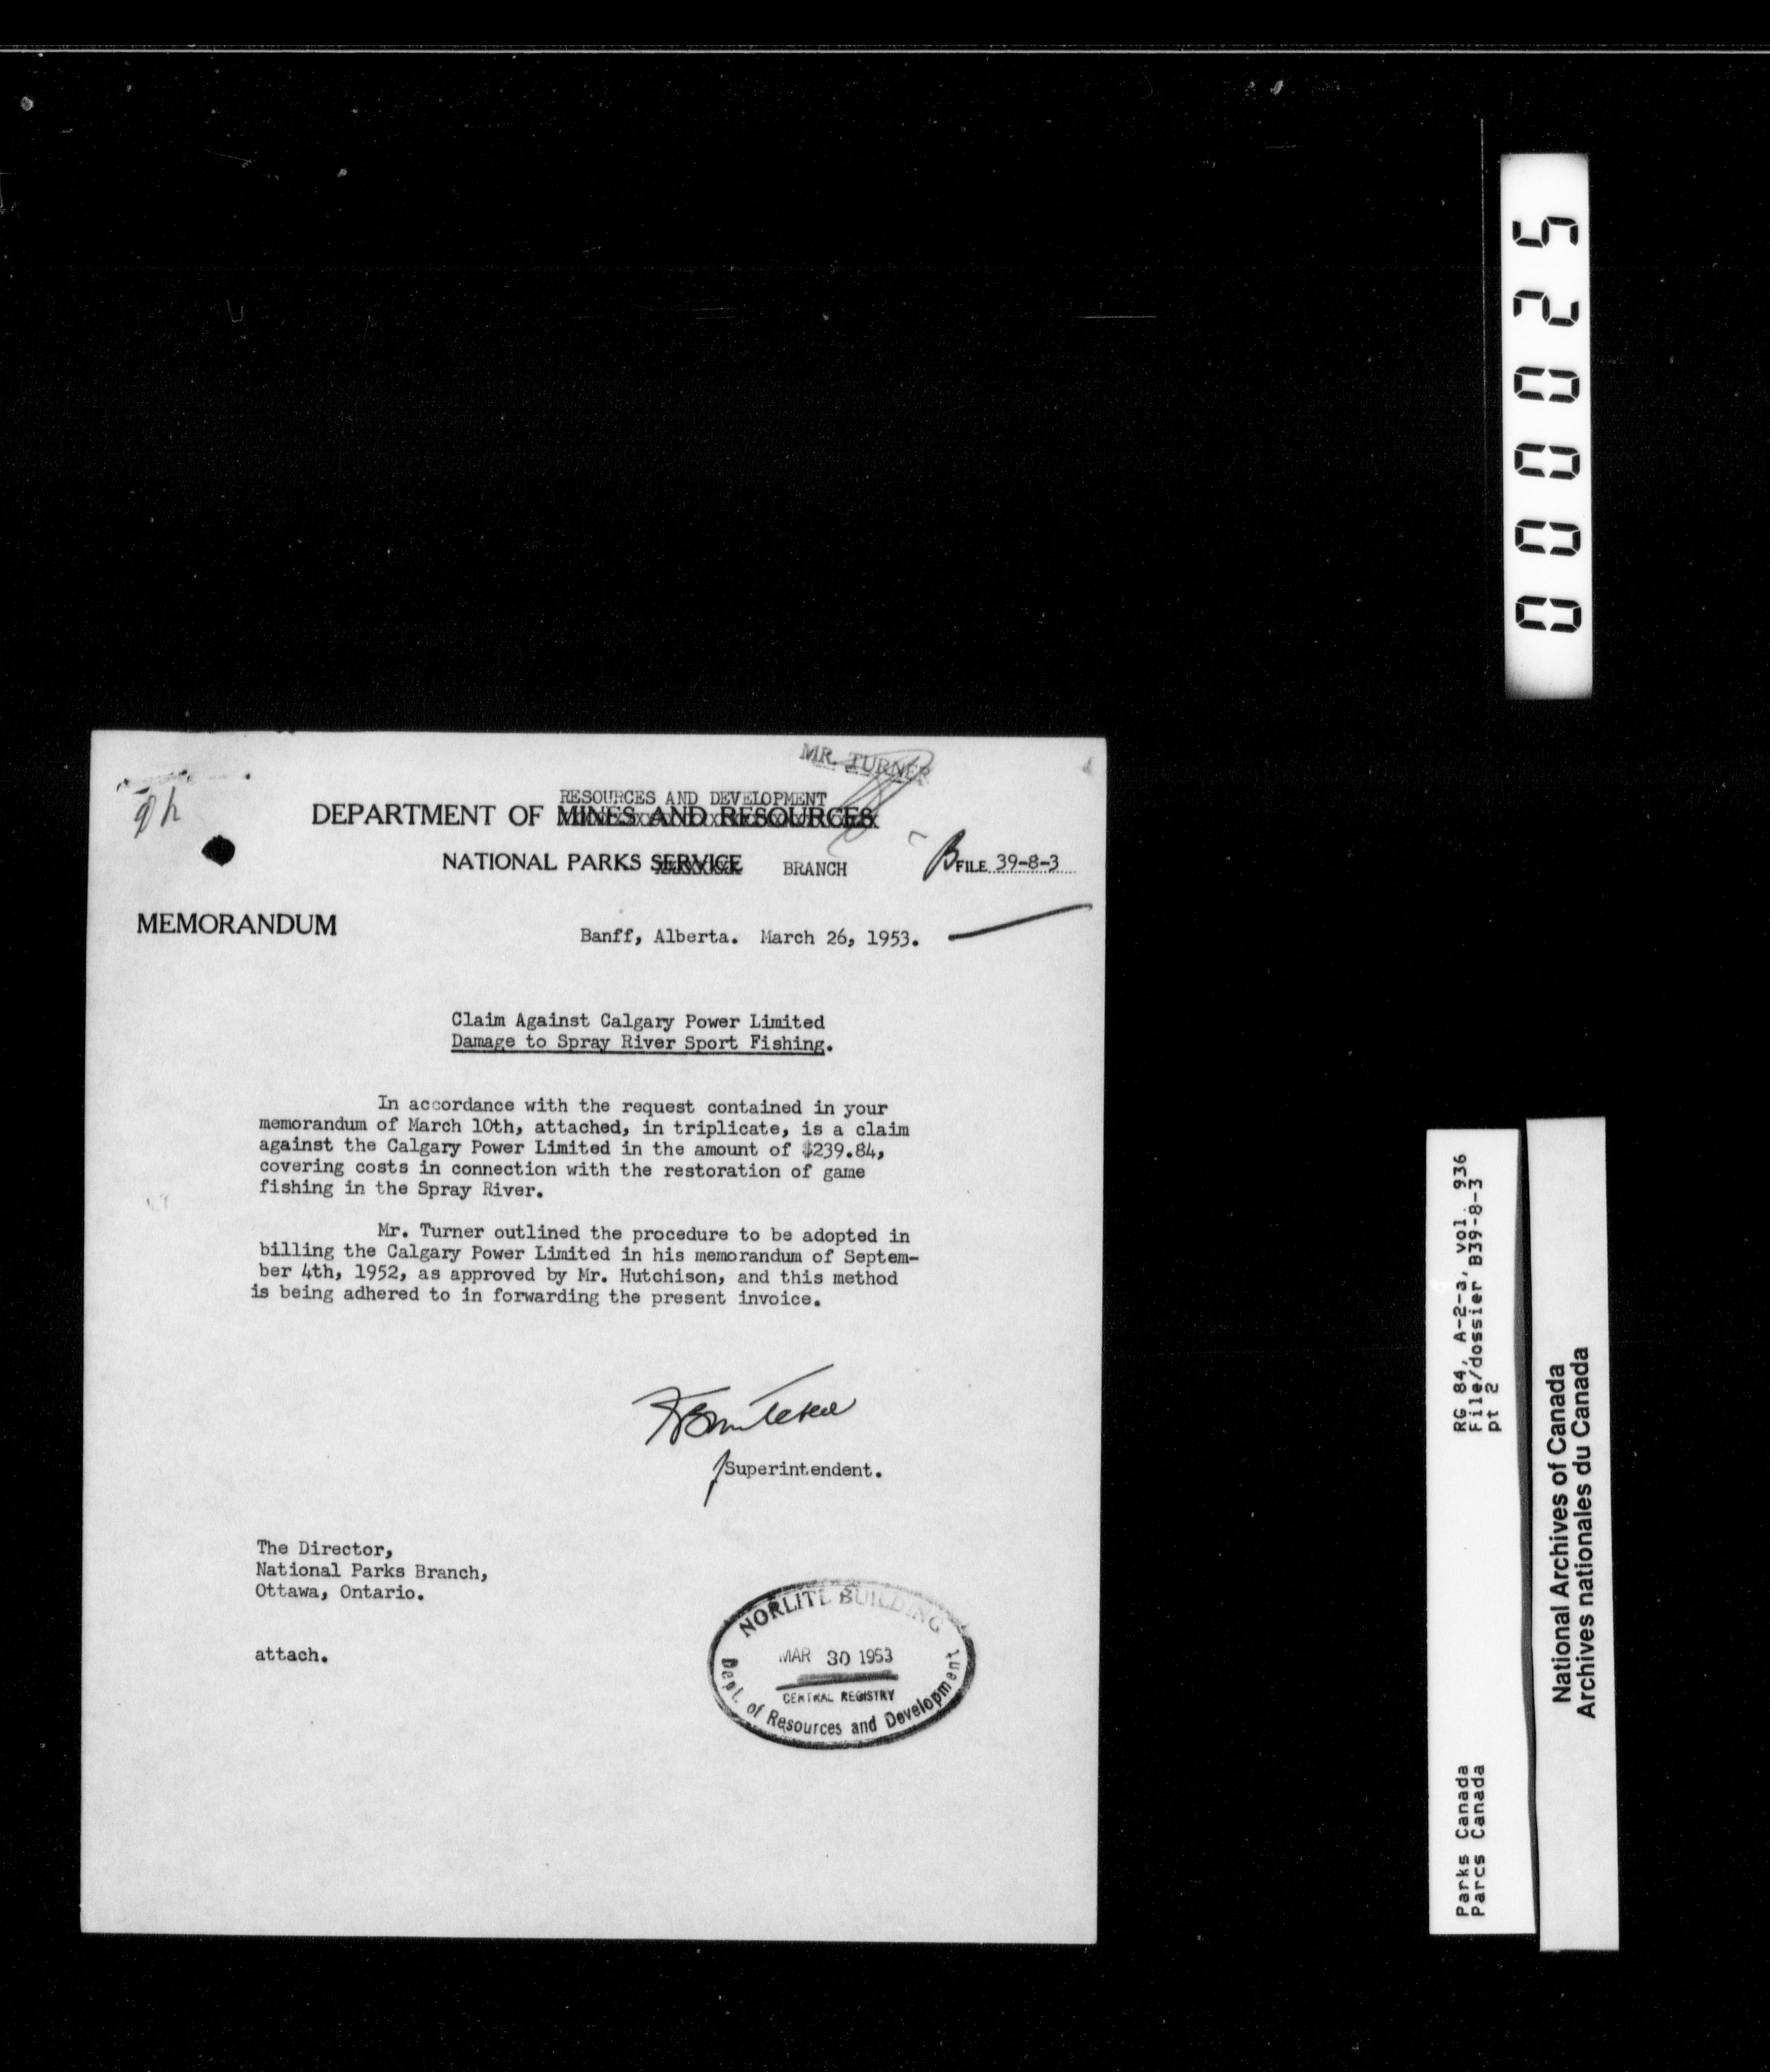 MR. TURNER
RESOURCES AND DEVELOPMENT
DEPARTMENT OF MINES AND RESOURCES
NATIONAL PARKS SERVICE BRANCH
B FILE 39-8-3
MEMORANDUM
Banff, Alberta. March 26, 1953.
Claim Against Calgary Power Limited
Damage to Spray River Sport Fishing.
In accordance with the request contained in your
memorandum of March 10th, attached, in triplicate, is a claim
against the Calgary Power Limited in the amount of $239.84,
covering costs in connection with the restoration of game
fishing in the Spray River.
Mr. Turner outlined the procedure to be adopted in
billing the Calgary Power Limited in his memorandum of Septem-
ber 4th, 1952, as approved by Mr. Hutchison, and this method
is being adhered to in forwarding the present invoice.
Superintendent.
The Director,
National Parks Branch,
Ottawa, Ontario.
attach.
NORLITE BUILDING
MAR 30 1953
CENTRAL REGISTRY
Dept. of Resources and Development
000025
RG 84, A-2-3, vol. 936
File/dossier B39-8-3
pt 2
Parks Canada
Parcs Canada
National Archives of Canada
Archives nationales du Canada